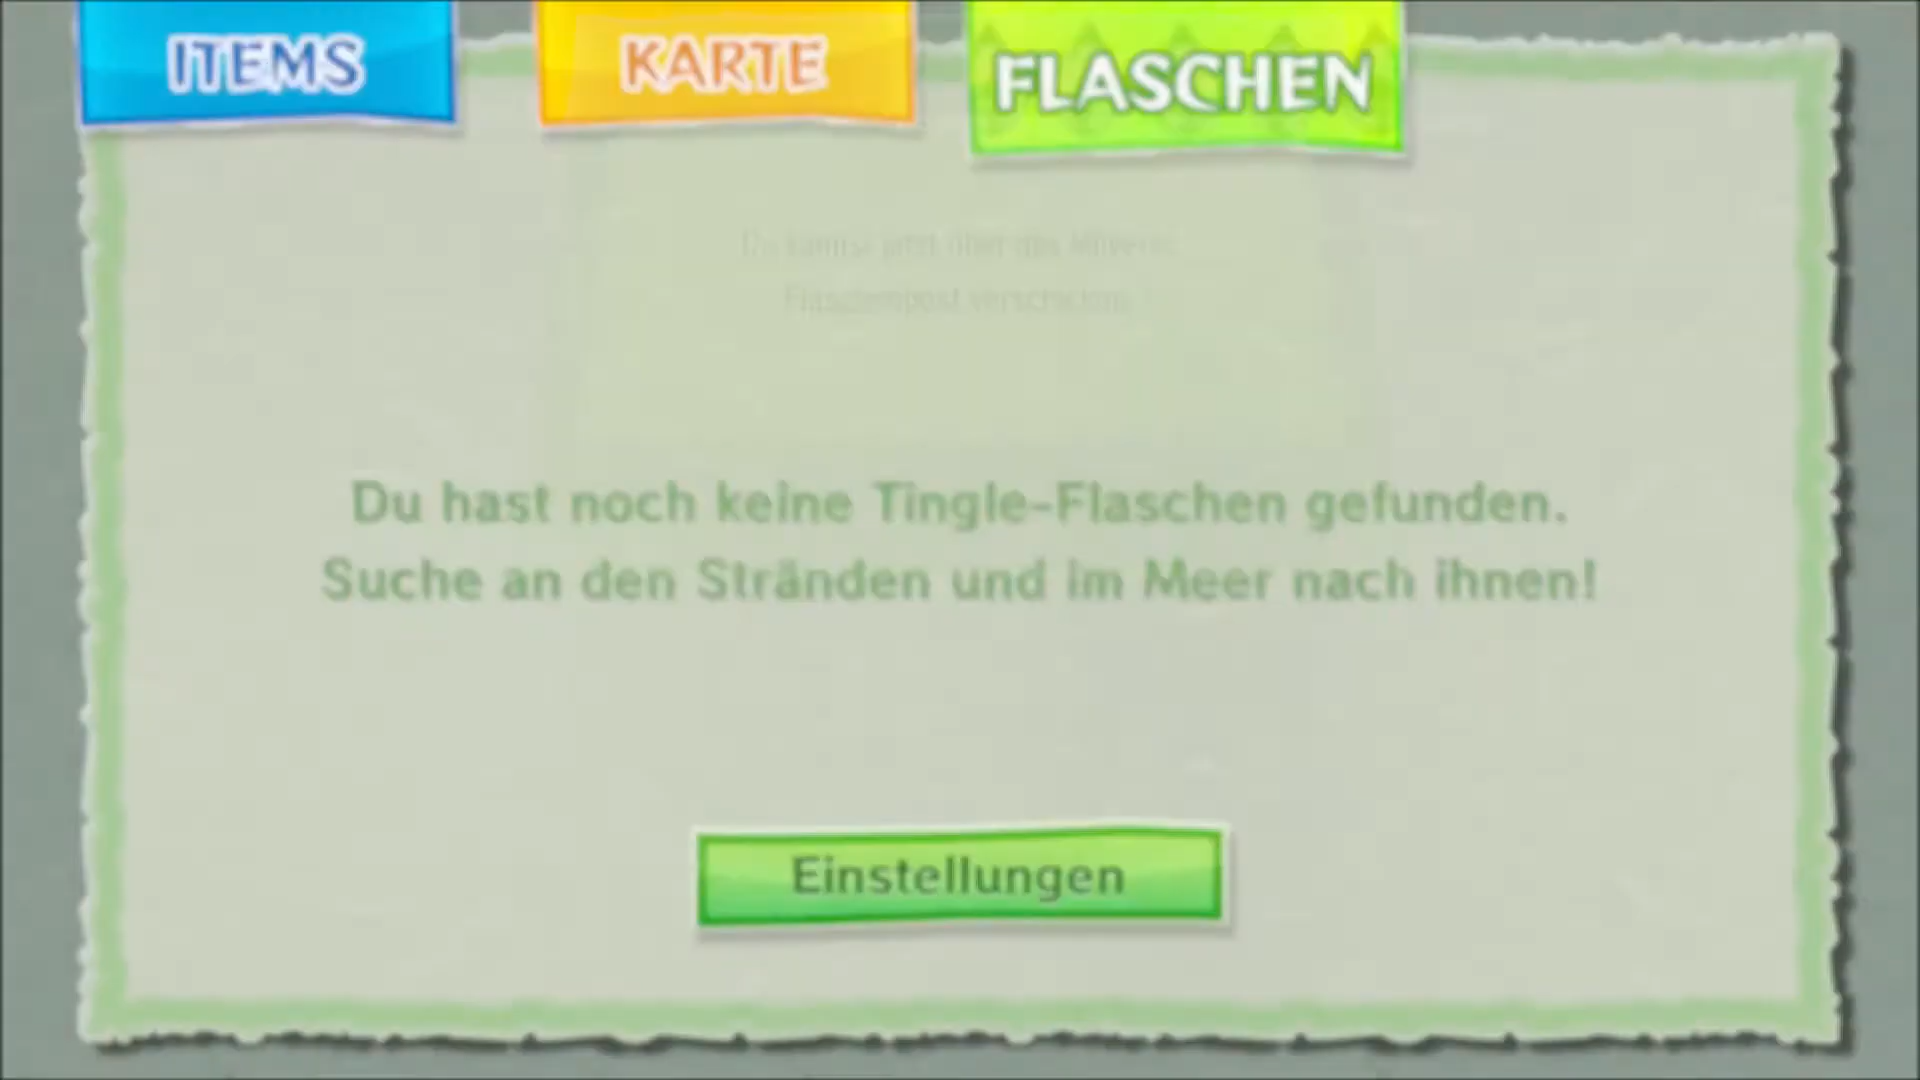 ITEMS
KARTE
FLASCHEN
Du hast noch keine Tingle-Flaschen gefunden.
Suche an den Stränden und im Meer nach ihnen!
Einstellungen